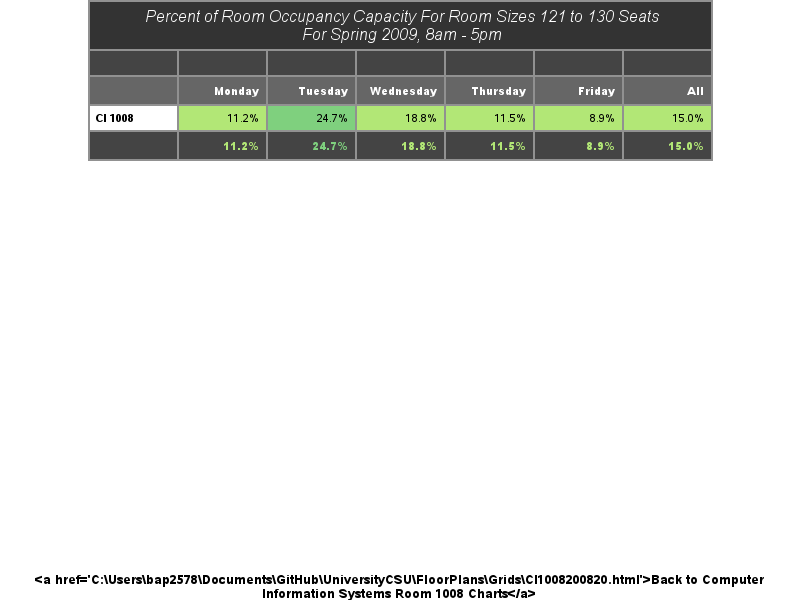 Percent of Room Occupancy Capacity For Room Sizes 121 to 130 Seats
For Spring 2009, 8am - 5pm
Monday Tuesday Wednesday Thursday Friday All
CI 1008 11.2% 24.7% 18.8% 11.5% 8.9% 15.0%
11.2% 24.7% 18.8% 11.5% 8.9% 15.0%
<a href='C:\Users\bap2578\Documents\GitHub\UniversityCSU\FloorPlans\Grids\CI1008200820.html'>Back to Computer
Information Systems Room 1008 Charts</a>